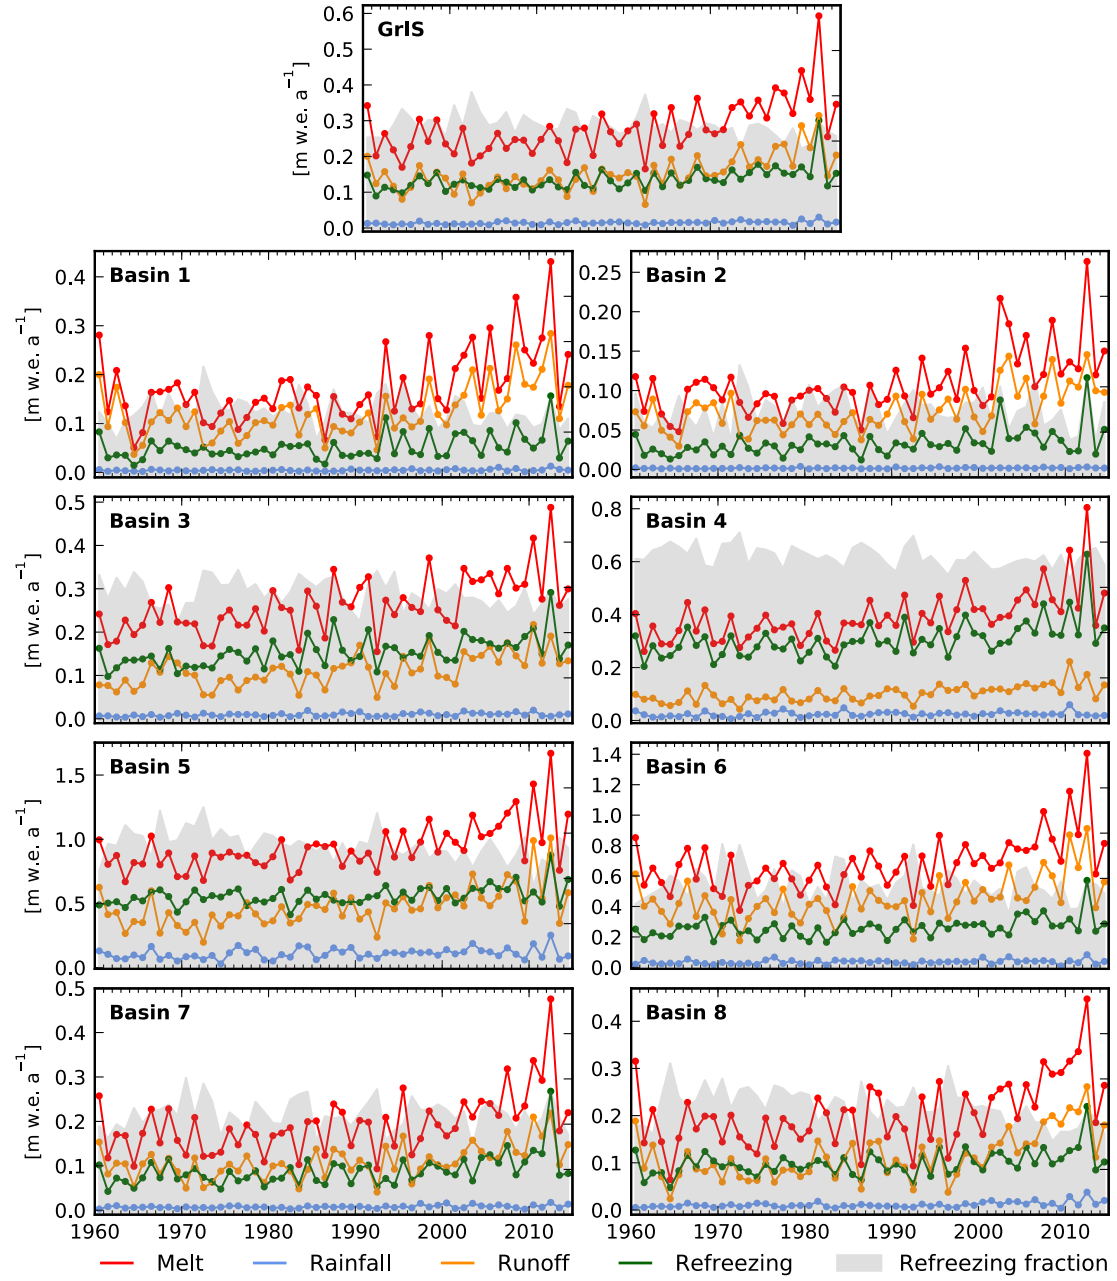 GrIS
[m w.e. a⁻¹]
0.6
0.5
0.4
0.3
0.2
0.1
0.0
1960 1970 1980 1990 2000 2010
Basin 1
[m w.e. a⁻¹]
0.4
0.3
0.2
0.1
0.0
Basin 2
0.25
0.20
0.15
0.10
0.05
0.00
Basin 3
[m w.e. a⁻¹]
0.5
0.4
0.3
0.2
0.1
0.0
Basin 4
0.8
0.6
0.4
0.2
0.0
Basin 5
[m w.e. a⁻¹]
1.5
1.0
0.5
0.0
Basin 6
1.4
1.2
1.0
0.8
0.6
0.4
0.2
0.0
Basin 7
[m w.e. a⁻¹]
0.5
0.4
0.3
0.2
0.1
0.0
Basin 8
0.4
0.3
0.2
0.1
0.0
1960 1970 1980 1990 2000 2010
1960 1970 1980 1990 2000 2010
Melt Rainfall Runoff Refreezing Refreezing fraction